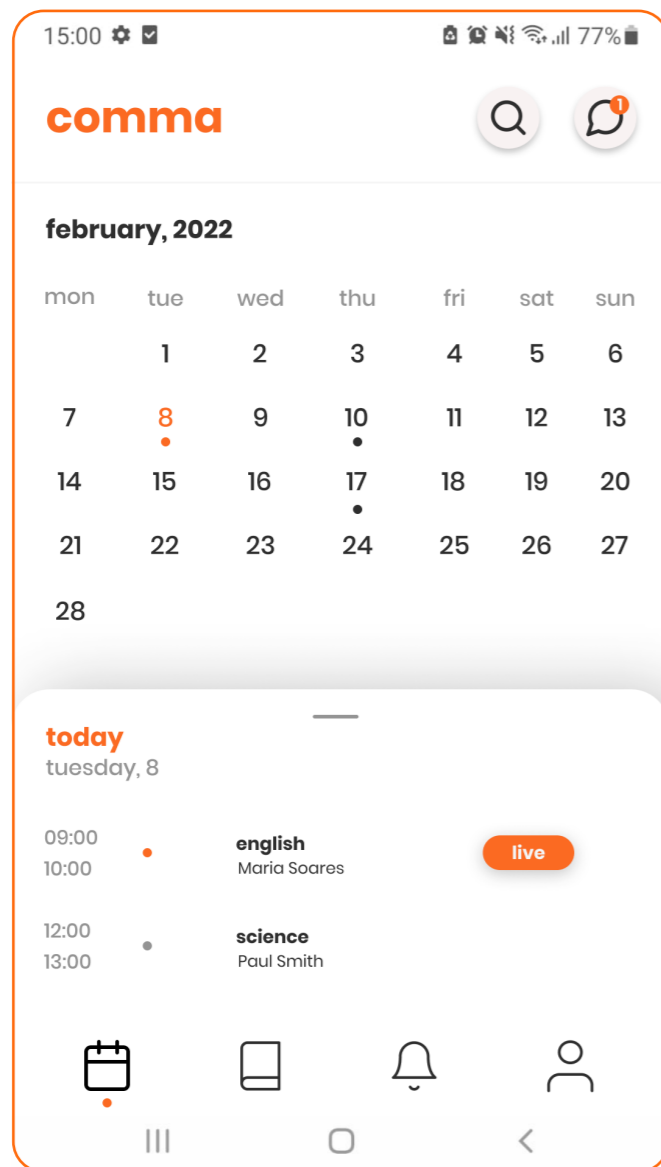 15:00 77%
comma 1
february, 2022
mon tue wed thu fri sat sun
1 2 3 4 5 6
7 8 9 10 11 12 13
14 15 16 17 18 19 20
21 22 23 24 25 26 27
28
today
tuesday, 8
09:00 english live
10:00 Maria Soares
12:00 science
13:00 Paul Smith